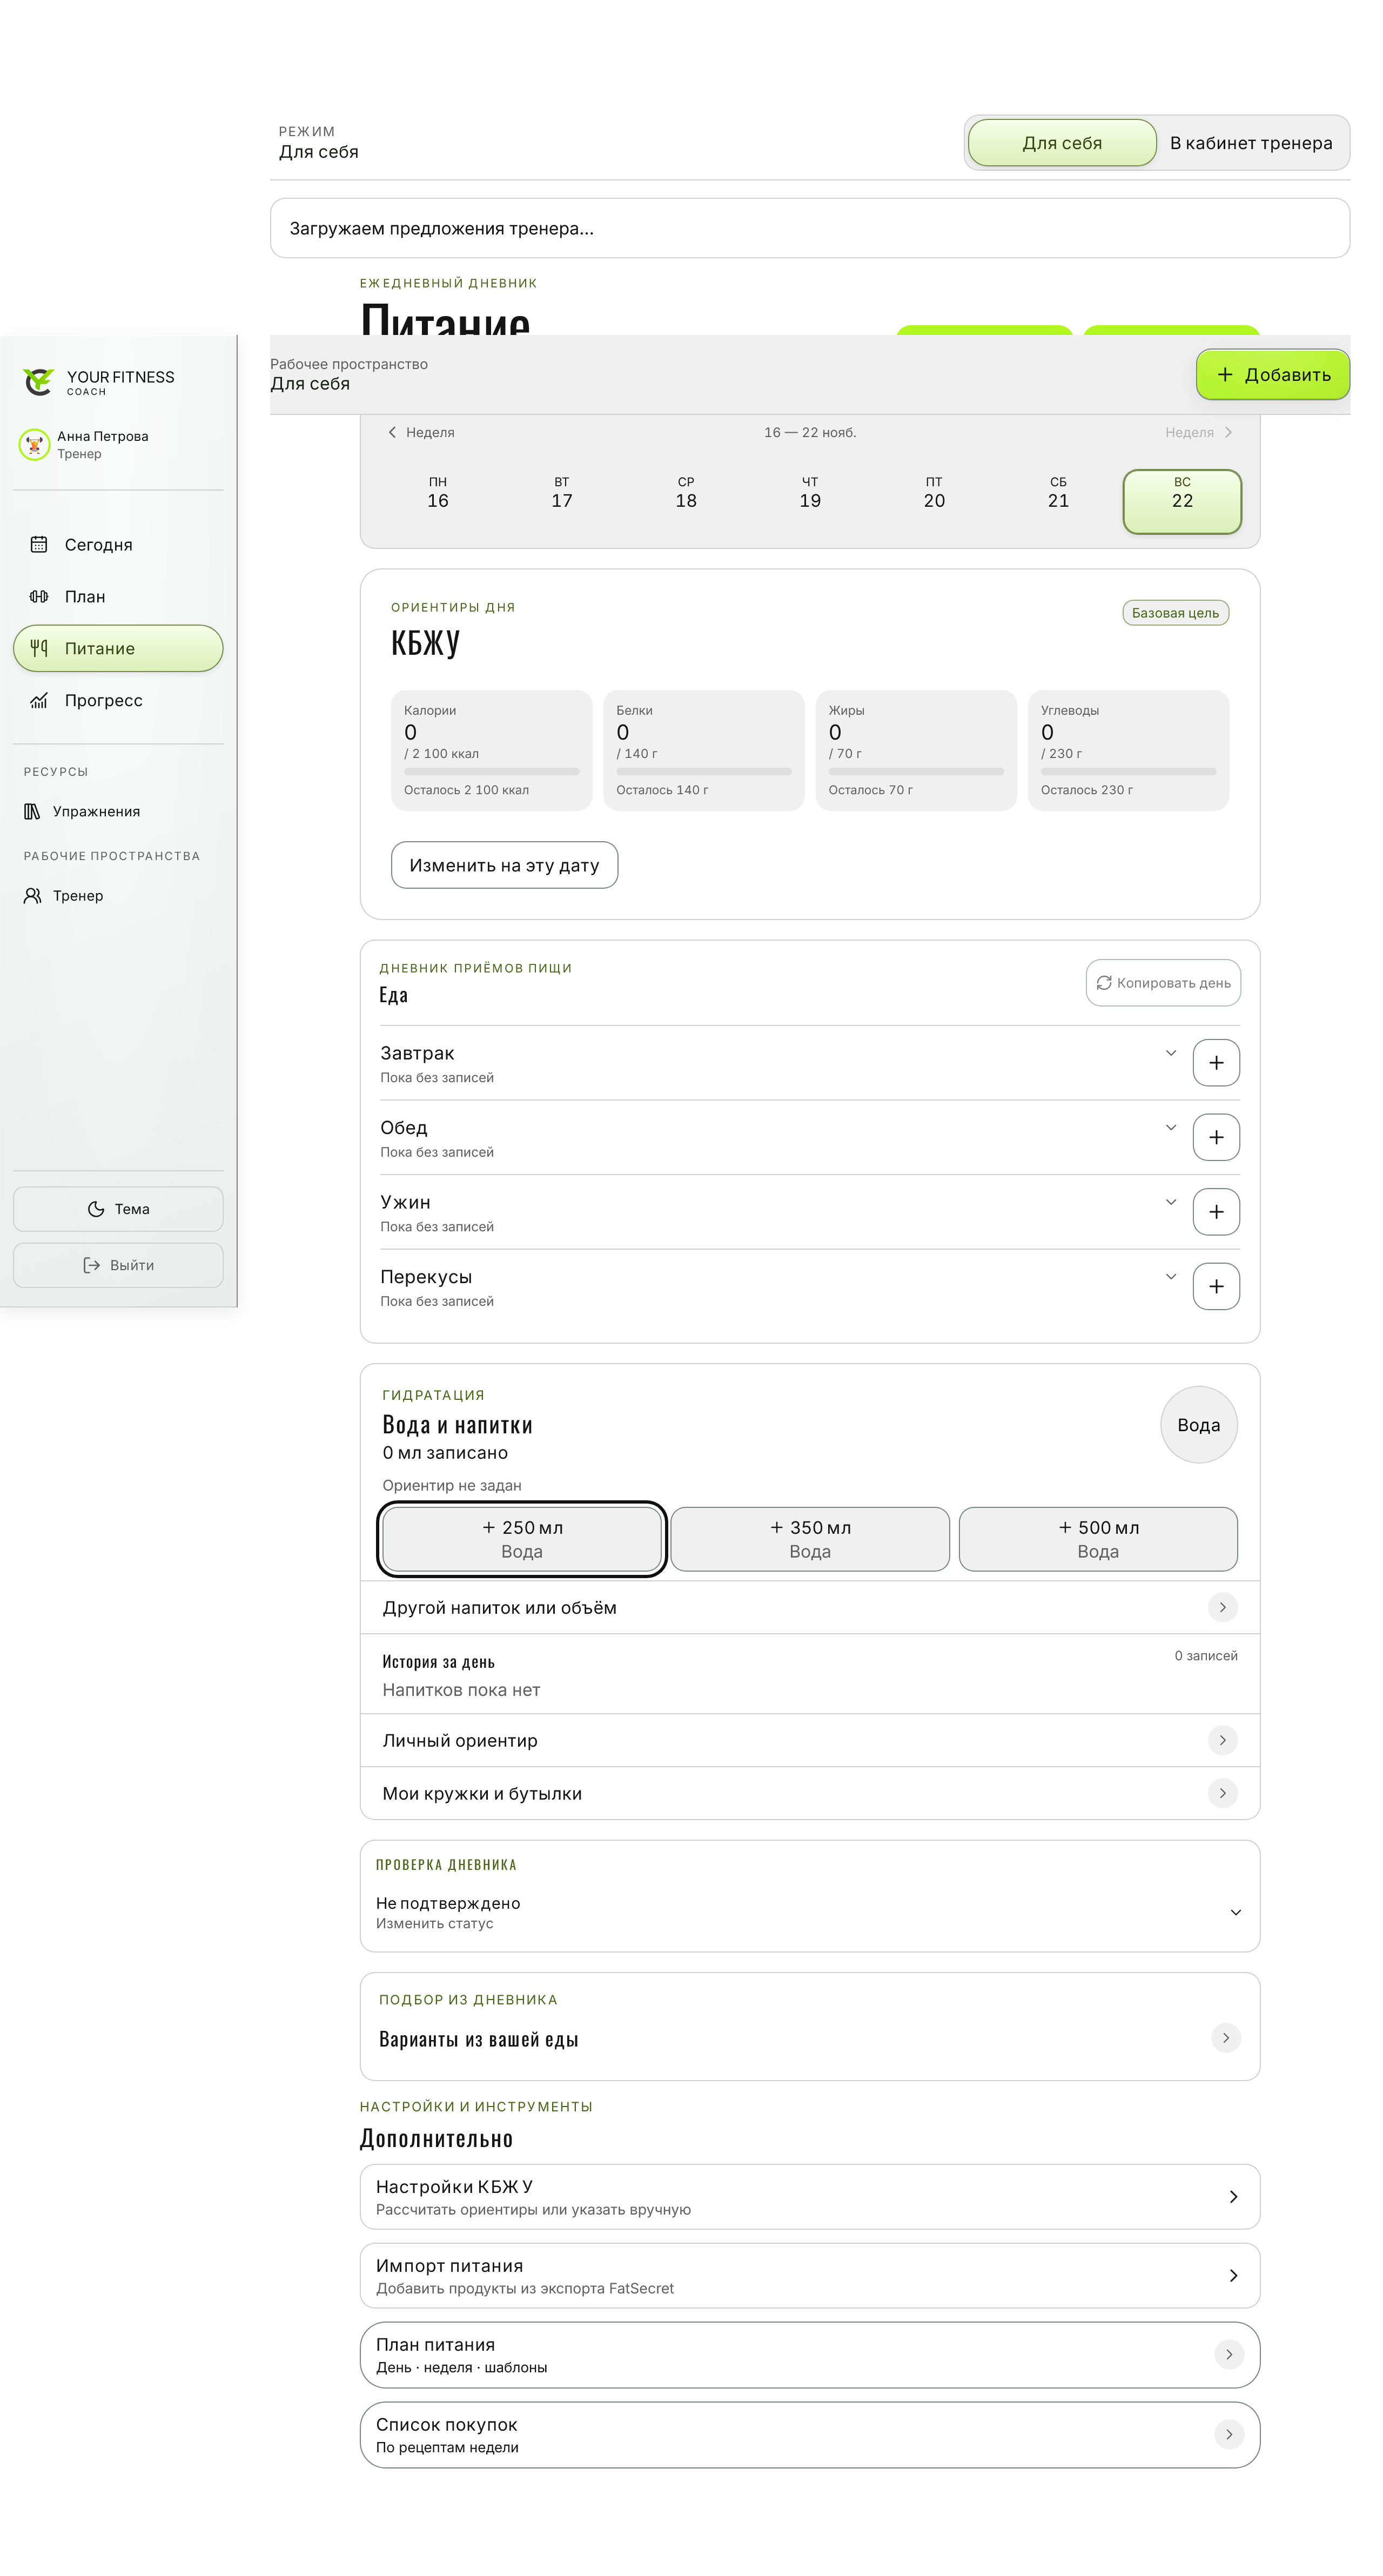 РЕЖИМ
Для себя
Для себя
В кабинет тренера
Загружаем предложения тренера...
ЕЖЕДНЕВНЫЙ ДНЕВНИК
Питание
YOUR FITNESS
COACH
Анна Петрова
Тренер
Сегодня
План
Питание
Прогресс
РЕСУРСЫ
Упражнения
РАБОЧИЕ ПРОСТРАНСТВА
Тренер
Тема
Выйти
Рабочее пространство
Для себя
Добавить
Неделя
16 — 22 нояб.
Неделя
ПН
16
ВТ
17
СР
18
ЧТ
19
ПТ
20
СБ
21
ВС
22
ОРИЕНТИРЫ ДНЯ
КБЖУ
Базовая цель
Калории
0
/ 2 100 ккал
Осталось 2 100 ккал
Белки
0
/ 140 г
Осталось 140 г
Жиры
0
/ 70 г
Осталось 70 г
Углеводы
0
/ 230 г
Осталось 230 г
Изменить на эту дату
ДНЕВНИК ПРИЁМОВ ПИЩИ
Еда
Копировать день
Завтрак
Пока без записей
Обед
Пока без записей
Ужин
Пока без записей
Перекусы
Пока без записей
ГИДРАТАЦИЯ
Вода и напитки
0 мл записано
Ориентир не задан
Вода
+ 250 мл
Вода
+ 350 мл
Вода
+ 500 мл
Вода
Другой напиток или объём
История за день
0 записей
Напитков пока нет
Личный ориентир
Мои кружки и бутылки
ПРОВЕРКА ДНЕВНИКА
Не подтверждено
Изменить статус
ПОДБОР ИЗ ДНЕВНИКА
Варианты из вашей еды
НАСТРОЙКИ И ИНСТРУМЕНТЫ
Дополнительно
Настройки КБЖУ
Рассчитать ориентиры или указать вручную
Импорт питания
Добавить продукты из экспорта FatSecret
План питания
День · неделя · шаблоны
Список покупок
По рецептам недели